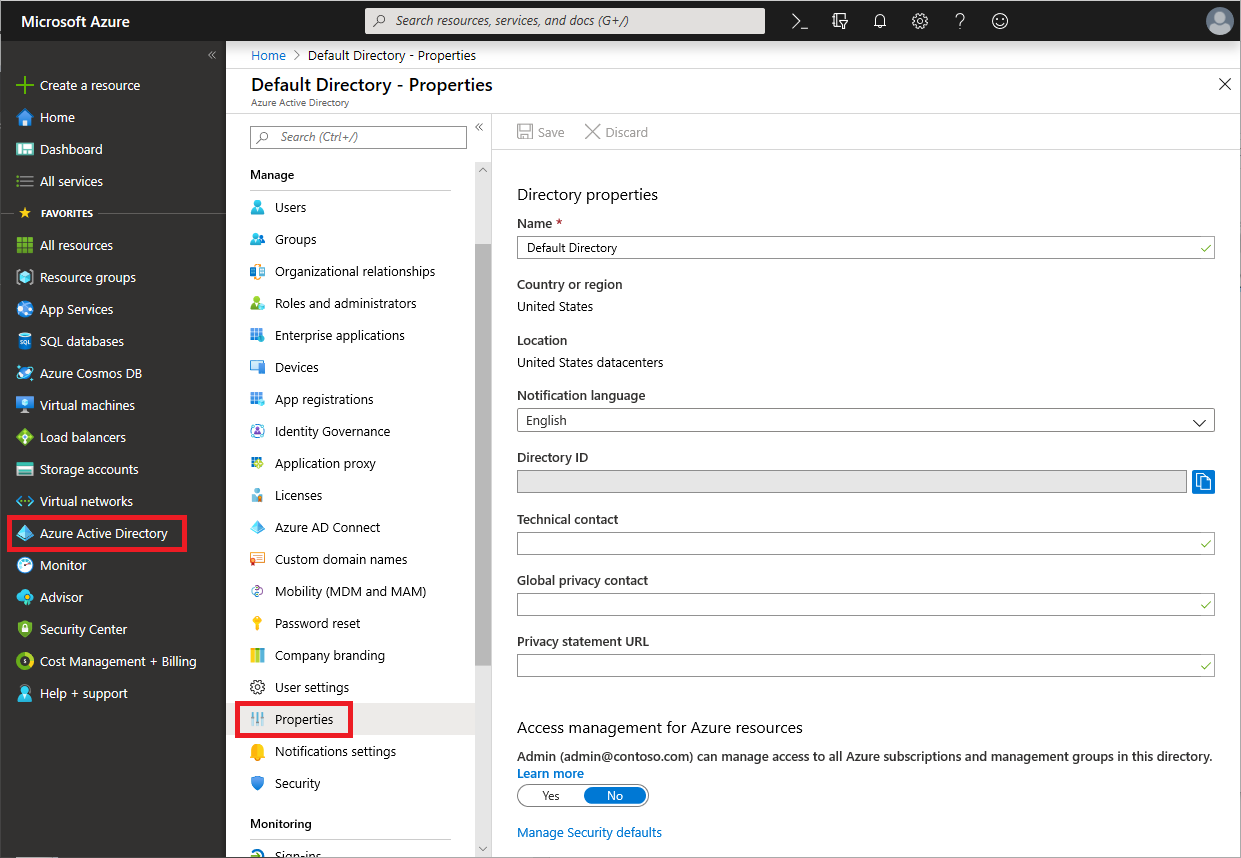 Microsoft Azure
Search resources, services, and docs (G+/)
Create a resource
Home
Dashboard
All services
FAVORITES
All resources
Resource groups
App Services
SQL databases
Azure Cosmos DB
Virtual machines
Load balancers
Storage accounts
Virtual networks
Azure Active Directory
Monitor
Advisor
Security Center
Cost Management + Billing
Help + support
Home > Default Directory - Properties
Default Directory - Properties
Azure Active Directory
Search (Ctrl+/)
Manage
Users
Groups
Organizational relationships
Roles and administrators
Enterprise applications
Devices
App registrations
Identity Governance
Application proxy
Licenses
Azure AD Connect
Custom domain names
Mobility (MDM and MAM)
Password reset
Company branding
User settings
Properties
Notifications settings
Security
Monitoring
Sign-ins
Save Discard
Directory properties
Name *
Default Directory
Country or region
United States
Location
United States datacenters
Notification language
English
Directory ID
Technical contact
Global privacy contact
Privacy statement URL
Access management for Azure resources
Admin (admin@contoso.com) can manage access to all Azure subscriptions and management groups in this directory.
Learn more
Yes No
Manage Security defaults